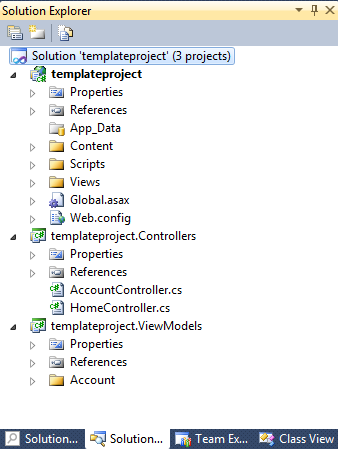 Solution Explorer
Solution 'templateproject' (3 projects)
templateproject
Properties
References
App_Data
Content
Scripts
Views
Global.asax
Web.config
templateproject.Controllers
Properties
References
AccountController.cs
HomeController.cs
templateproject.ViewModels
Properties
References
Account
Solution... Solution... Team Ex... Class View